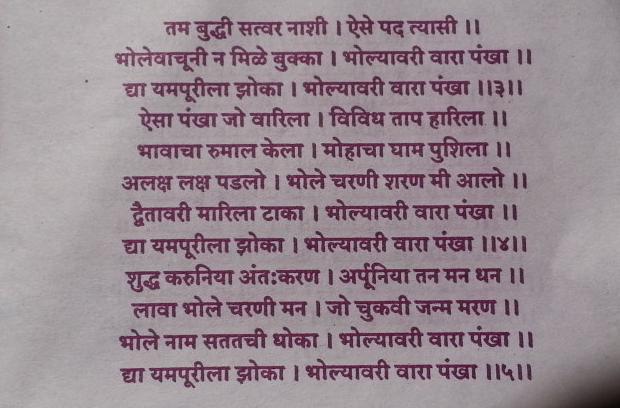 तम बुद्धी सत्वर नाशी । ऐसे पद त्यासी ।।
भोलेवाचूनी न मिळे बुक्का । भोल्यावरी वारा पंखा ।।
द्या यमपूरीला झोका । भोल्यावरी वारा पंखा ।।३।।
ऐसा पंखा जो वारिला । विविध ताप हारिला ।।
भावाचा रुमाल केला । मोहाचा घाम पुशिला ।।
अलक्ष लक्ष पडलो । भोले चरणी शरण मी आलो ।।
द्वैतावरी मारिला टाका । भोल्यावरी वारा पंखा ।।
द्या यमपूरीला झोका । भोल्यावरी वारा पंखा ।।४।।
शुद्ध करुनिया अंतःकरण । अर्पूनिया तन मन धन ।।
लावा भोले चरणी मन । जो चुकवी जन्म मरण ।।
भोले नाम सततची धोका । भोल्यावरी वारा पंखा ।।
द्या यमपूरीला झोका । भोल्यावरी वारा पंखा ।।५।।